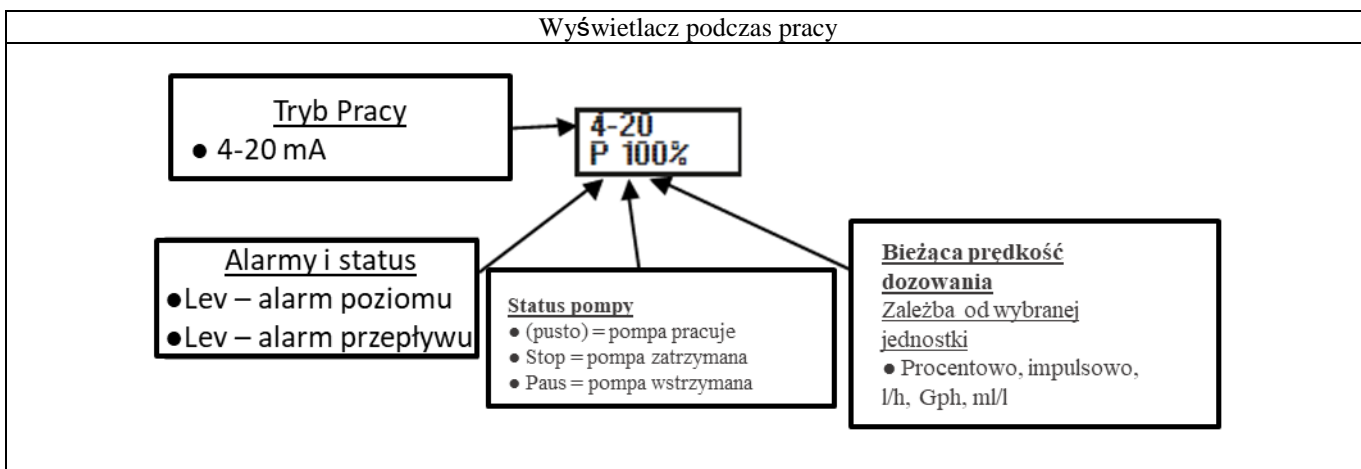 Wyświetlacz podczas pracy
Tryb Pracy
● 4-20 mA
4-20
P 100%
Alarmy i status
●Lev – alarm poziomu
●Lev – alarm przepływu
Status pompy
● (pusto) = pompa pracuje
● Stop = pompa zatrzymana
● Paus = pompa wstrzymana
Bieżąca prędkość
dozowania
Zależba od wybranej
jednostki
● Procentowo, impulsowo,
l/h, Gph, ml/l